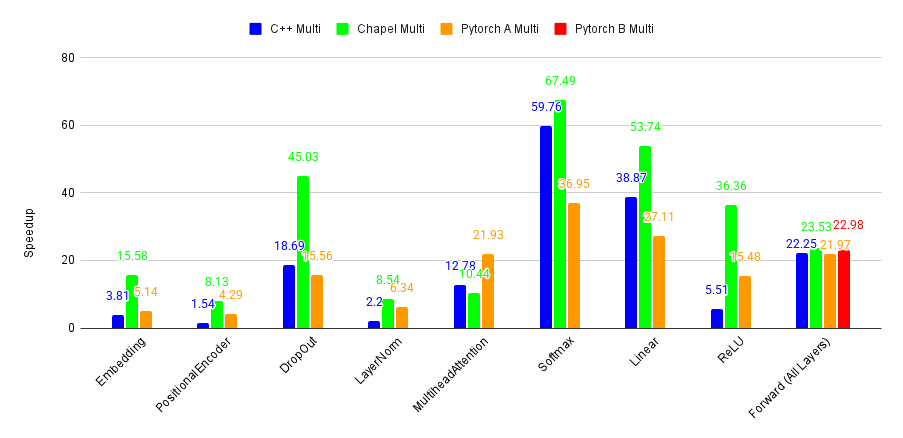 C++ Multi Chapel Multi Pytorch A Multi Pytorch B Multi
Speedup
80
60
40
20
0
3.81 15.58 5.14
1.54 8.13 4.29
18.69 45.03 15.56
2.2 8.54 6.34
12.78 10.44 21.93
59.76 67.49 36.95
38.87 53.74 27.11
5.51 36.36 15.48
22.25 23.53 21.97 22.98
Embedding
PositionalEncoder
DropOut
LayerNorm
MultiheadAttention
Softmax
Linear
ReLU
Forward (All Layers)